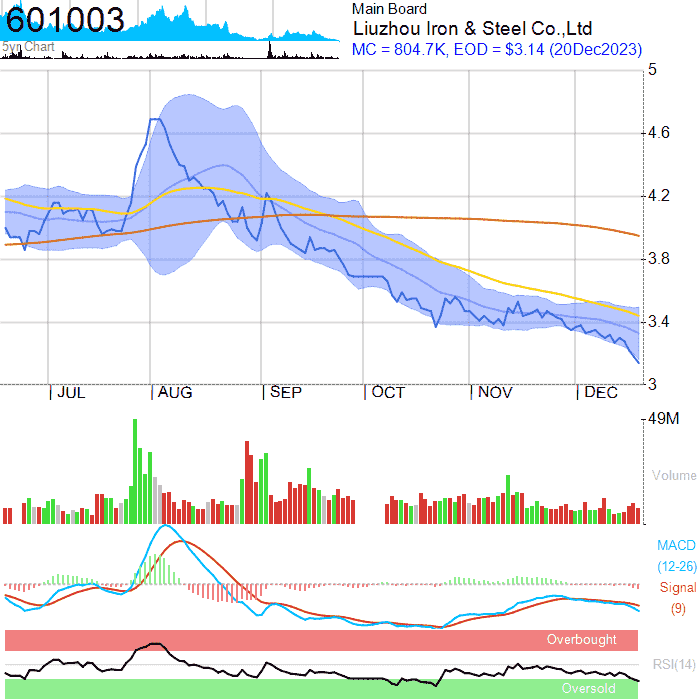 601003
5yr Chart
Main Board
Liuzhou Iron & Steel Co.,Ltd
MC = 804.7K, EOD = $3.14 (20Dec2023)
5
4.6
4.2
3.8
3.4
3
JUL AUG SEP OCT NOV DEC
49M
Volume
MACD
(12-26)
Signal
(9)
Overbought
RSI(14)
Oversold